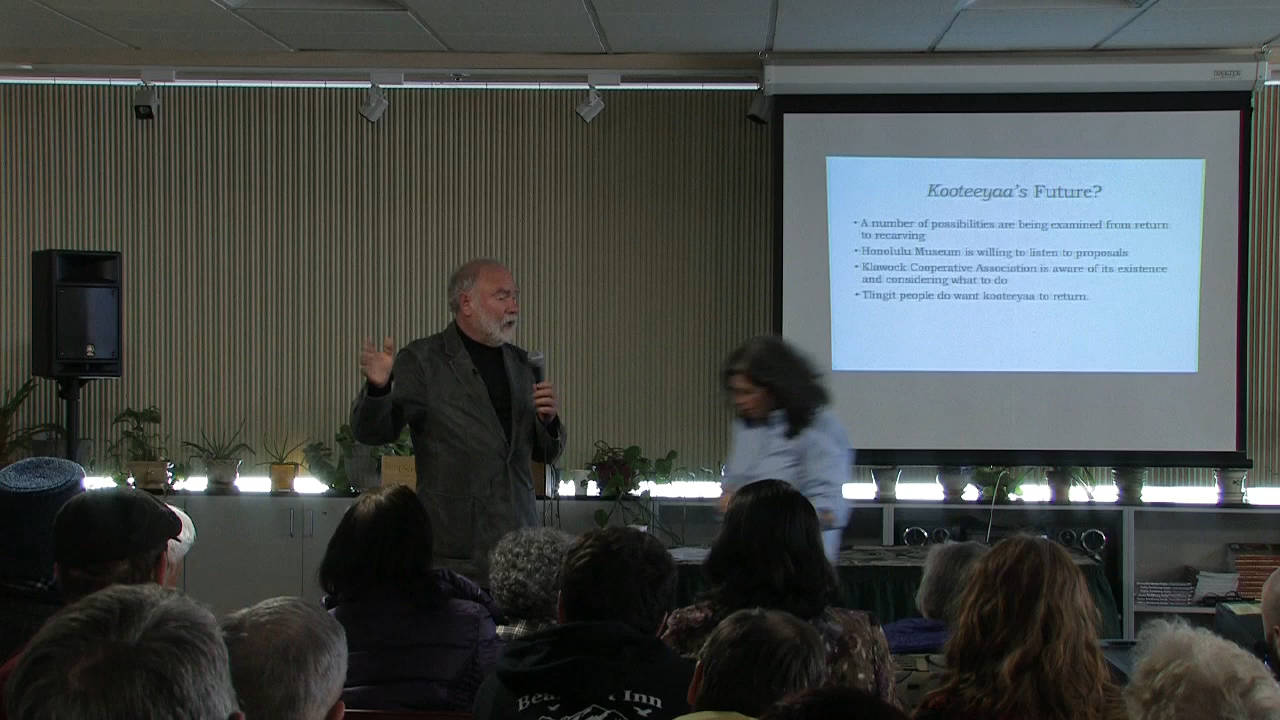 Kooteeyaa's Future?
• A number of possibilities are being examined from return
to recarving
• Honolulu Museum is willing to listen to proposals
• Klawock Cooperative Association is aware of its existence
and considering what to do
• Tlingit people do want kooteeyaa to return.
Inn